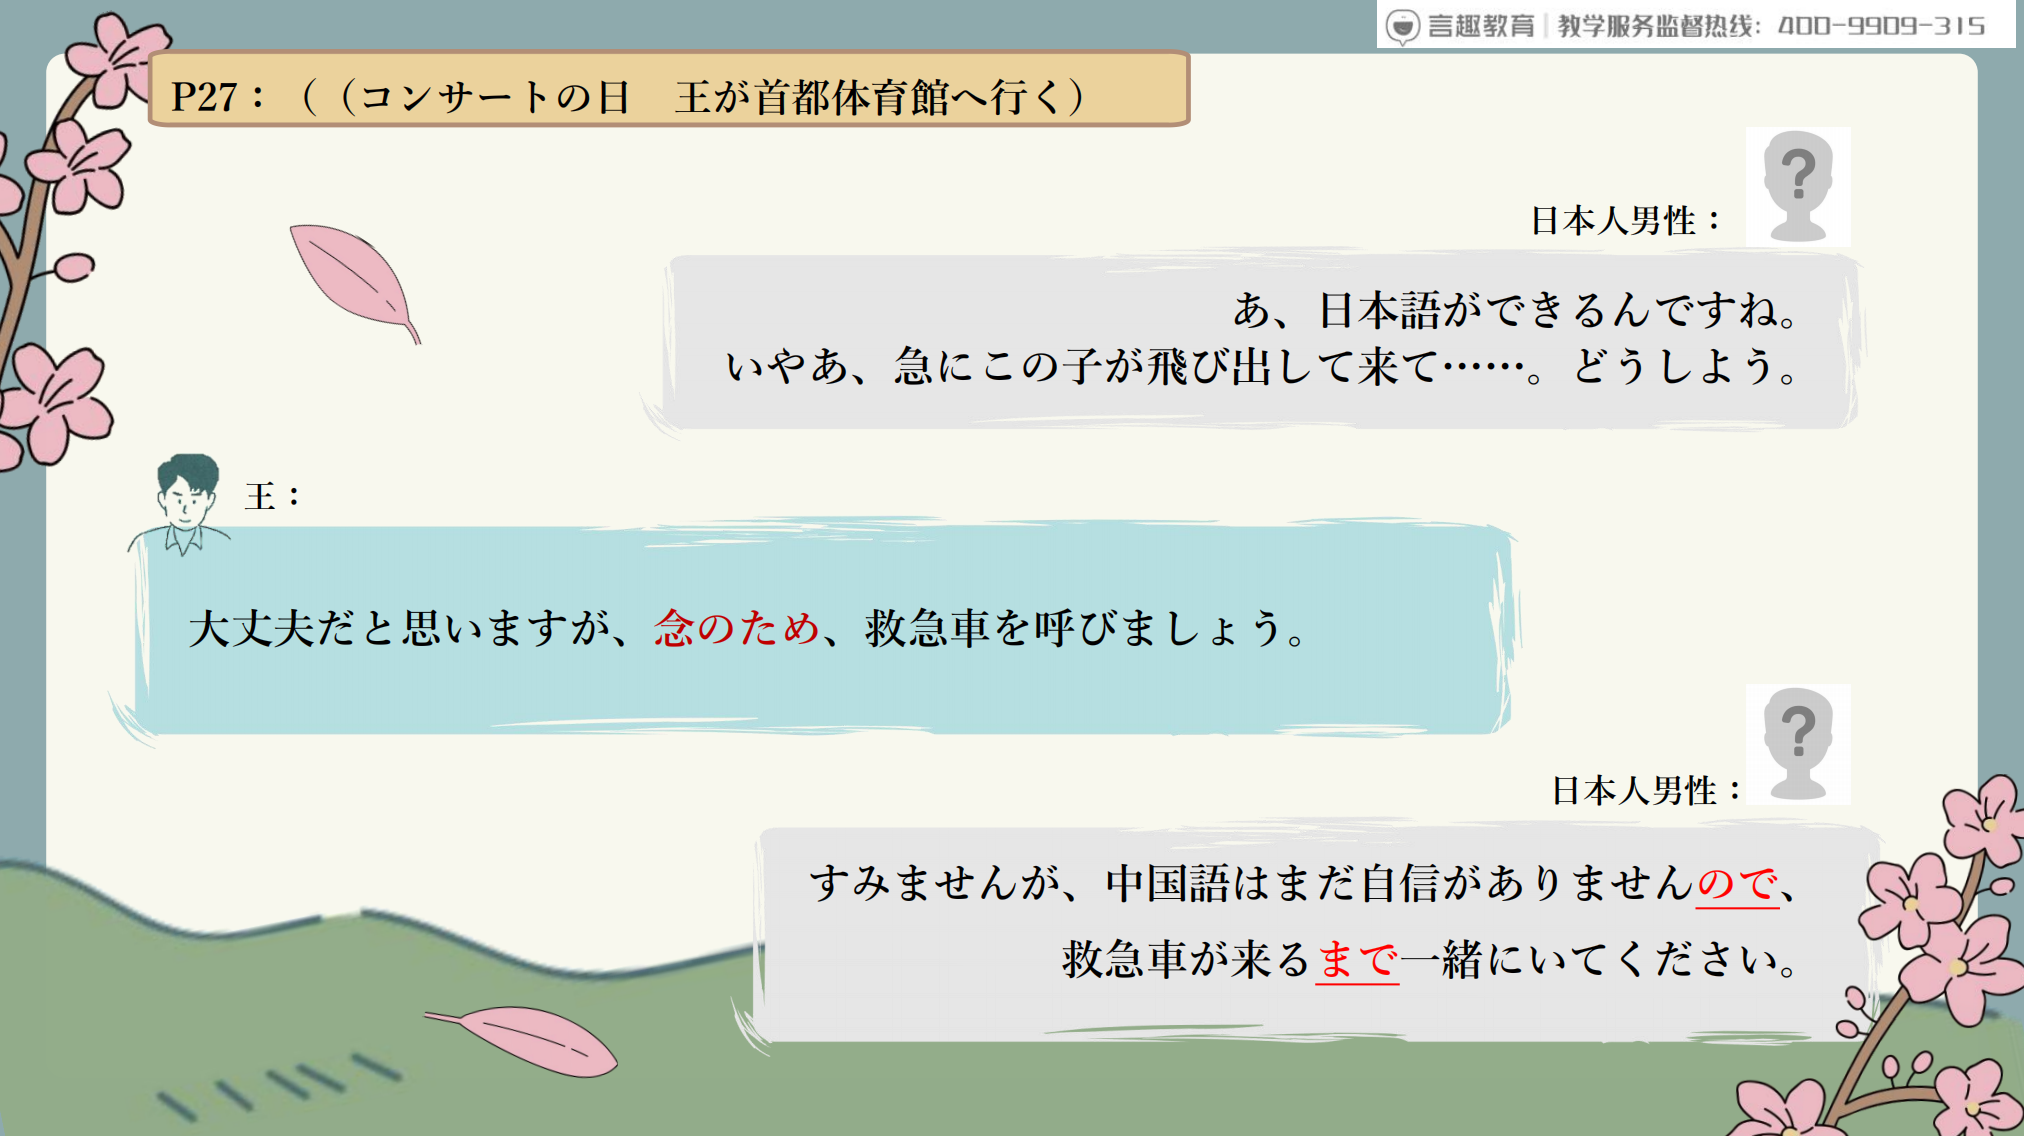 言趣教育｜教学服务监督热线：400-9909-315
P27：（（コンサートの日　王が首都体育館へ行く）
日本人男性：
あ、日本語ができるんですね。
いやあ、急にこの子が飛び出して来て……。どうしよう。
王：
大丈夫だと思いますが、念のため、救急車を呼びましょう。
日本人男性：
すみませんが、中国語はまだ自信がありませんので、
救急車が来るまで一緒にいてください。